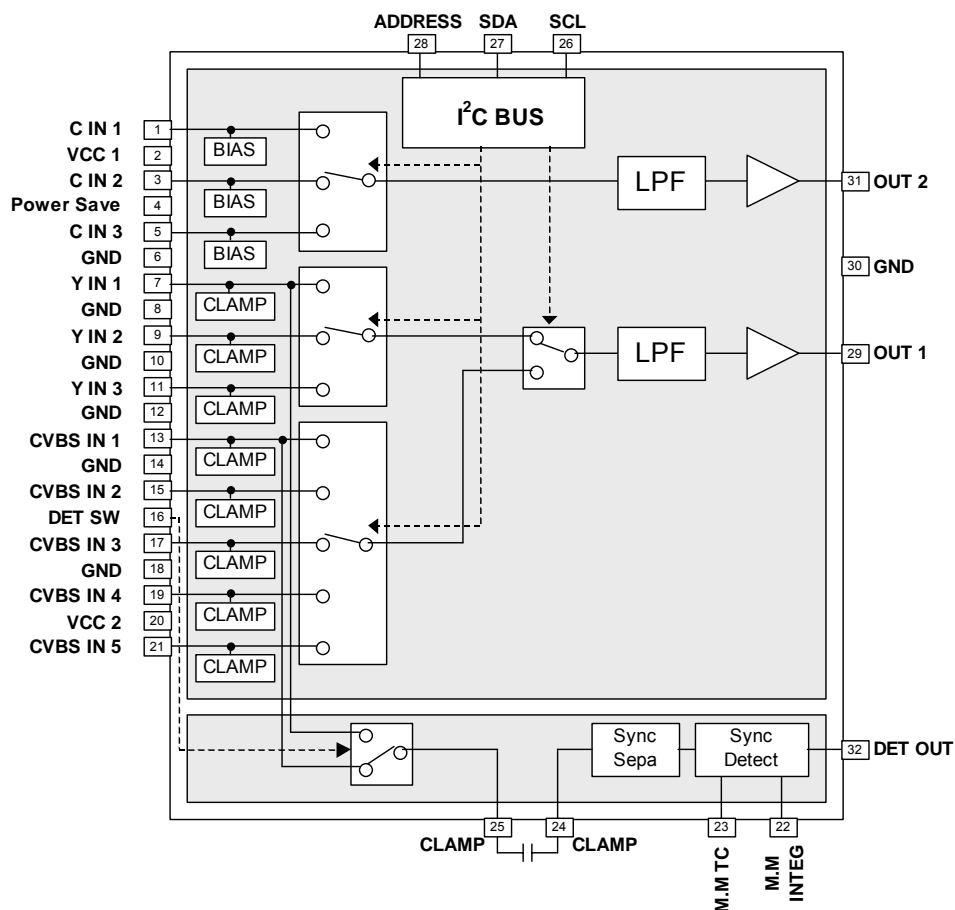 ADDRESS SDA SCL
28 27 26
I²C BUS
C IN 1 1
BIAS
VCC 1 2
C IN 2 3
BIAS
LPF
31 OUT 2
Power Save 4
C IN 3 5
BIAS
GND 6
30 GND
Y IN 1 7
CLAMP
GND 8
Y IN 2 9
CLAMP
LPF
29 OUT 1
GND 10
Y IN 3 11
CLAMP
GND 12
CVBS IN 1 13
CLAMP
GND 14
CVBS IN 2 15
CLAMP
DET SW 16
CVBS IN 3 17
CLAMP
GND 18
CVBS IN 4 19
CLAMP
VCC 2 20
CVBS IN 5 21
CLAMP
Sync
Sepa
Sync
Detect
32 DET OUT
25 24 23 22
CLAMP CLAMP
M.M TC
M.M
INTEG